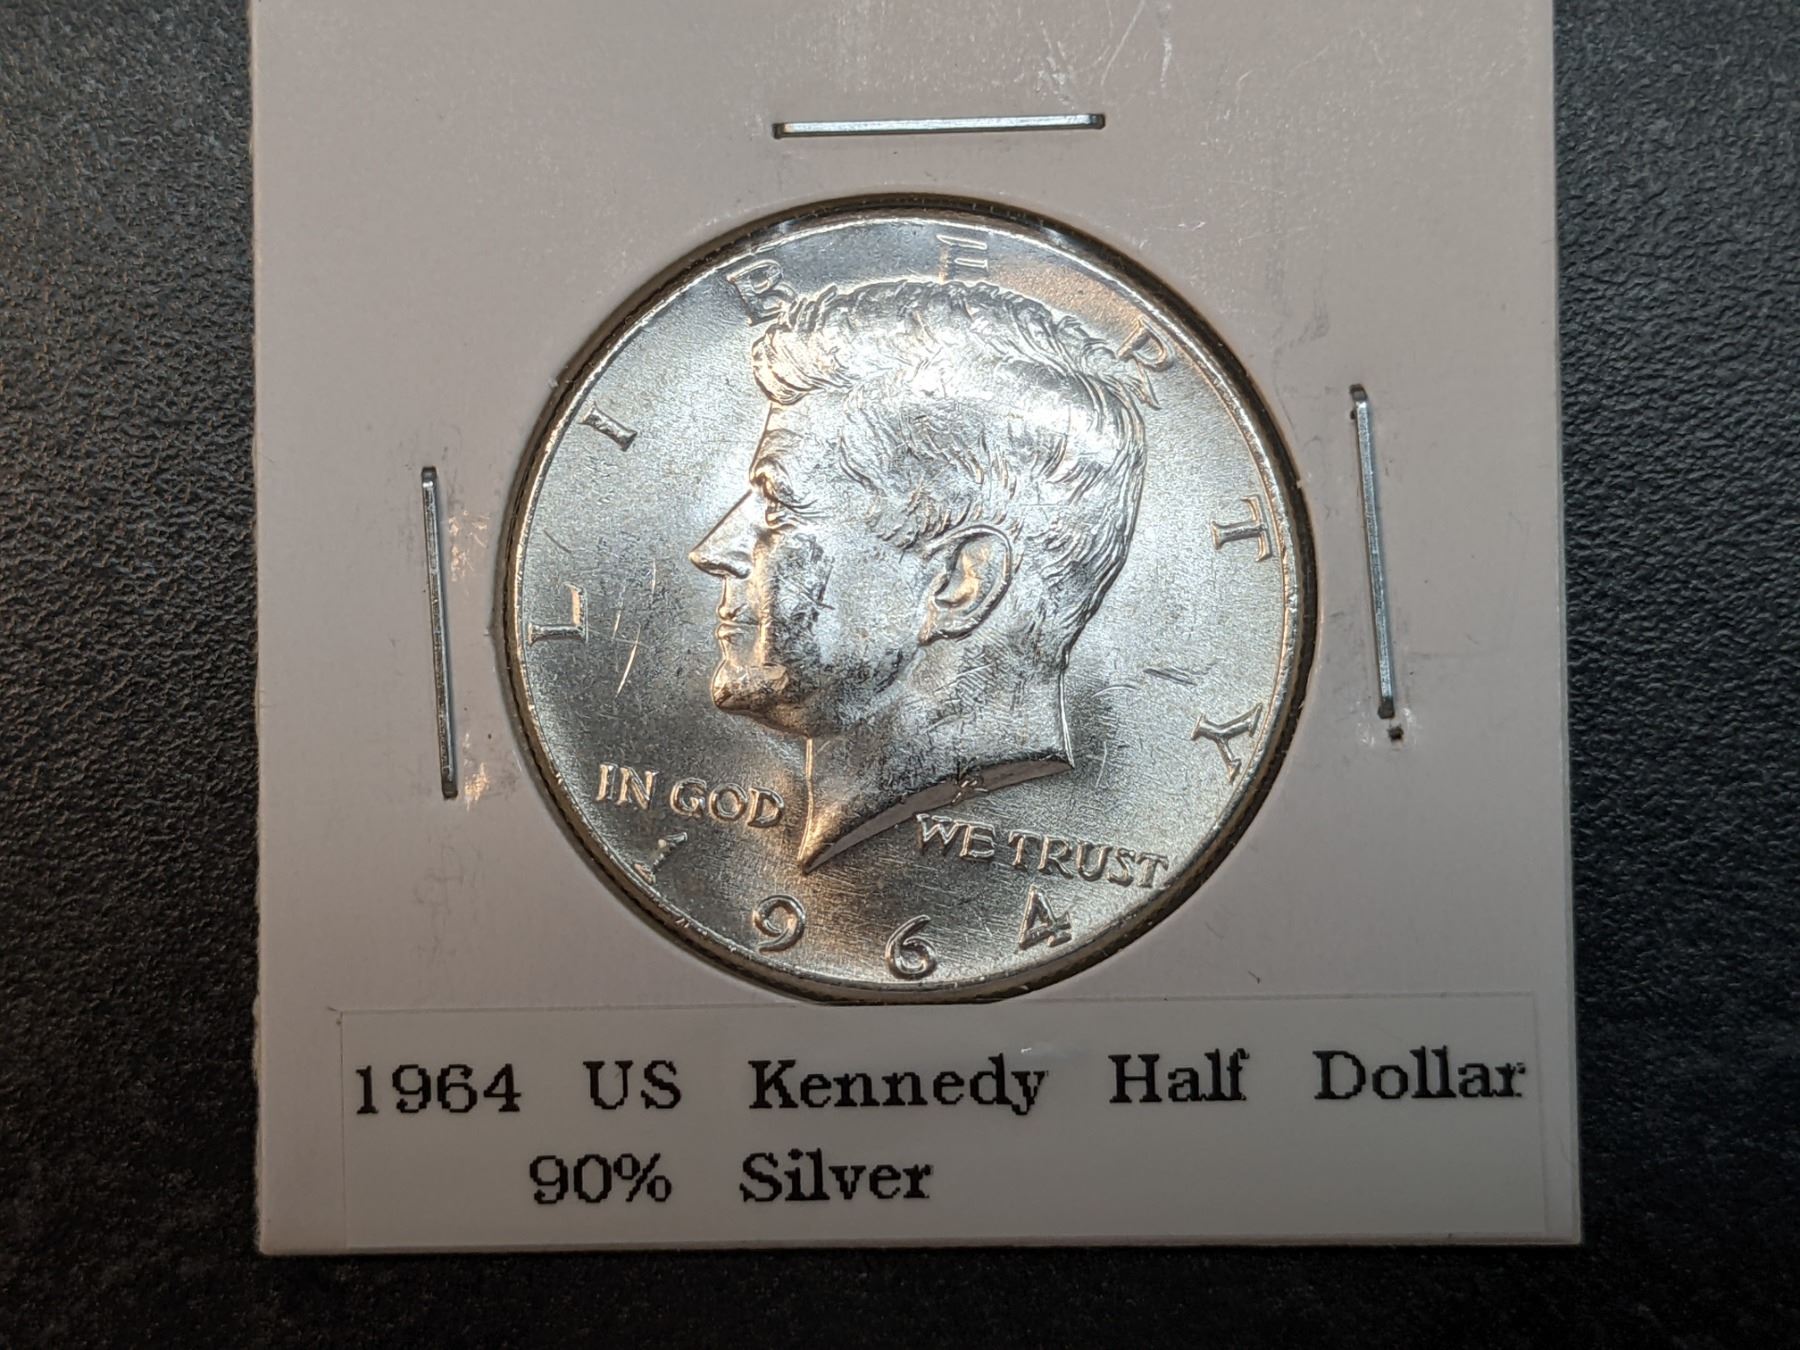 LIBERTY
IN GOD WE TRUST
1964
1964 US Kennedy Half Dollar
90% Silver